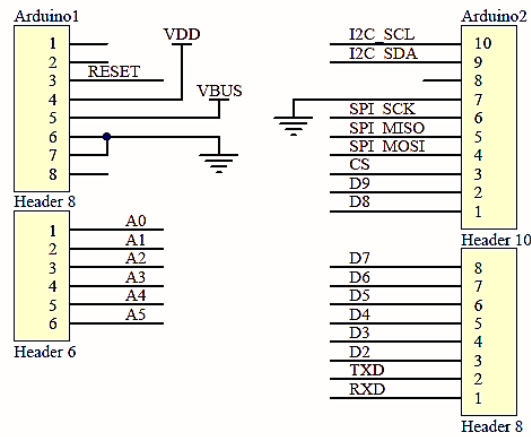 Arduino1
1
2
RESET
3
VDD
4
VBUS
5
6
7
8
Header 8
1 A0
2 A1
3 A2
4 A3
5 A4
6 A5
Header 6
Arduino2
I2C_SCL 10
I2C_SDA 9
8
7
SPI_SCK 6
SPI_MISO 5
SPI_MOSI 4
CS 3
D9 2
D8 1
Header 10
D7 8
D6 7
D5 6
D4 5
D3 4
D2 3
TXD 2
RXD 1
Header 8